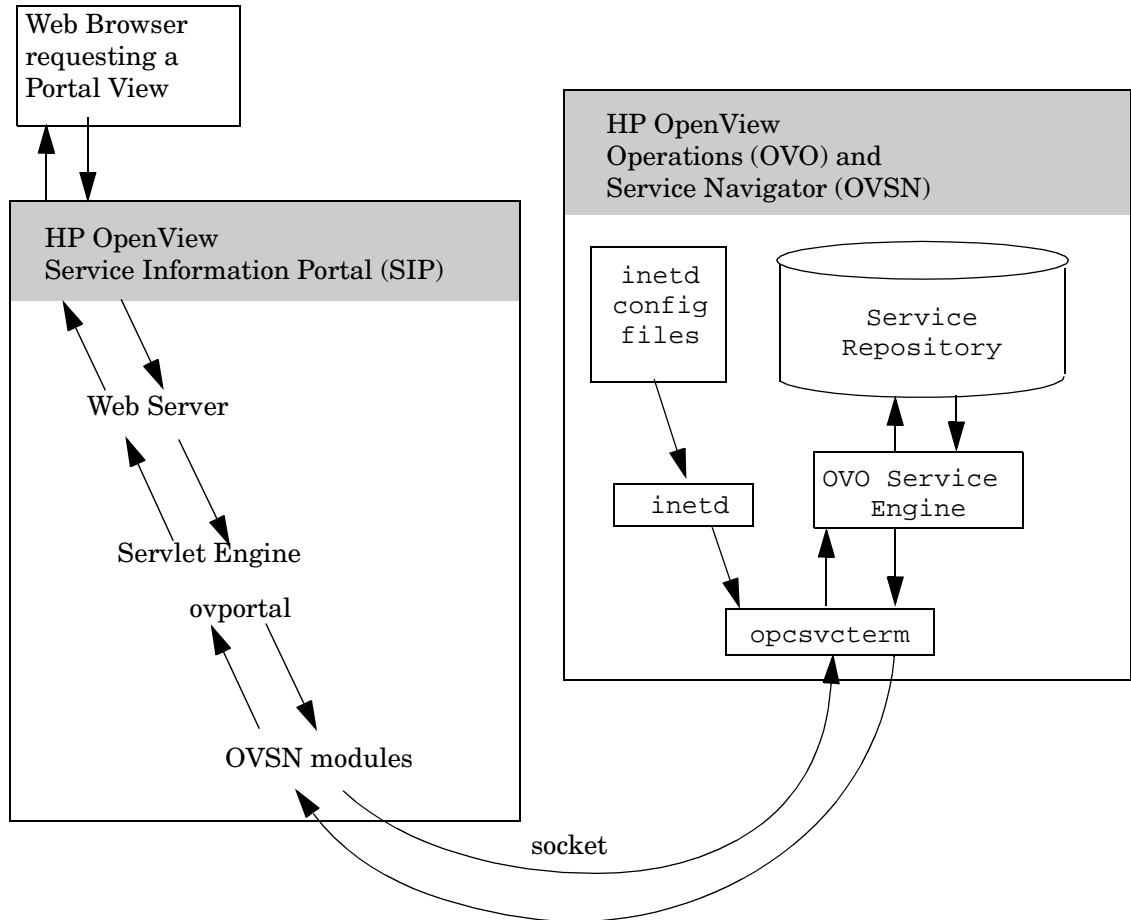 Web Browser
requesting a
Portal View
HP OpenView
Service Information Portal (SIP)
Web Server
Servlet Engine
ovportal
OVSN modules
socket
HP OpenView
Operations (OVO) and
Service Navigator (OVSN)
inetd
config
files
Service
Repository
inetd
OVO Service
Engine
opcsvcterm